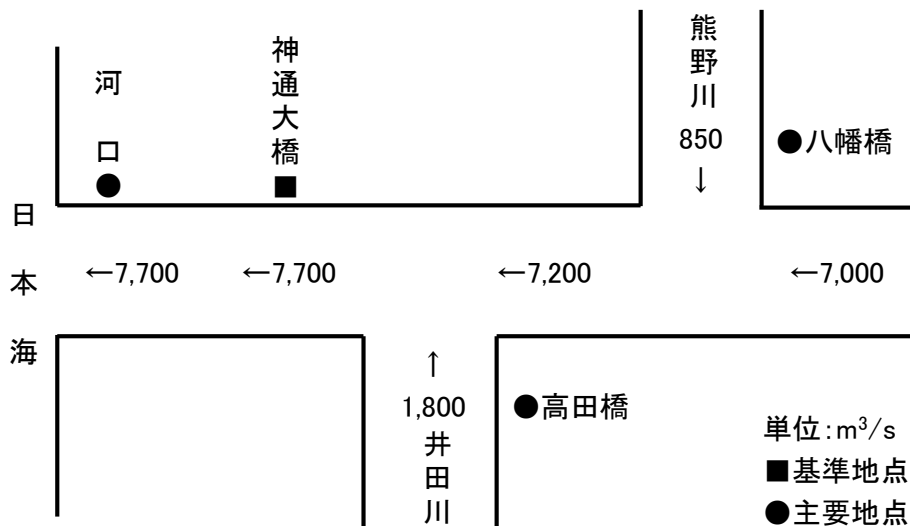 河口
神通大橋
熊野川
850
↓
●八幡橋
●
■
日本海
←7,700
←7,700
←7,200
←7,000
↑
1,800
井田川
●高田橋
単位:m³/s
■基準地点
●主要地点